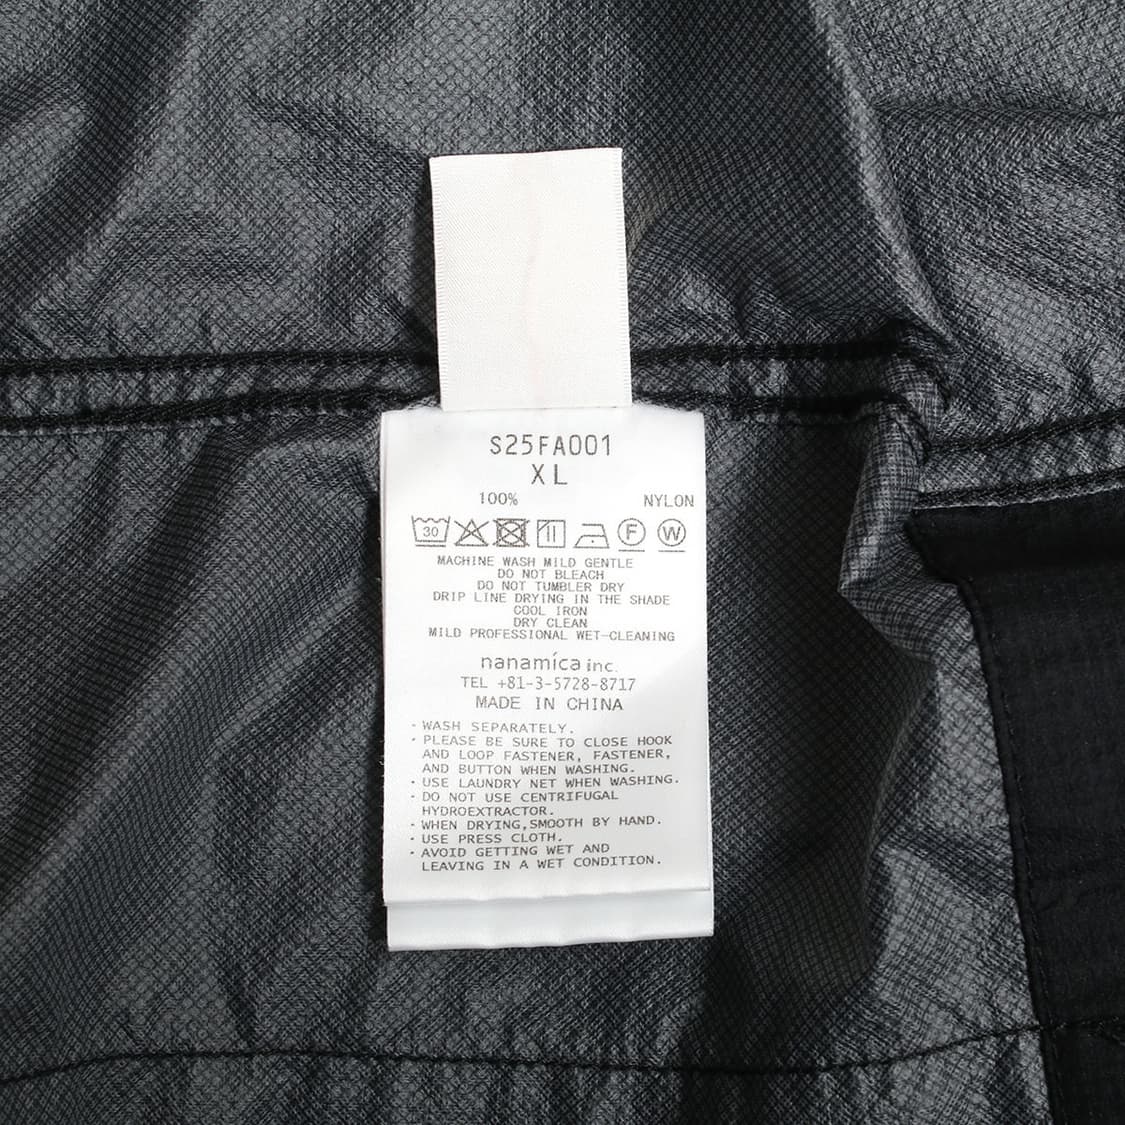 S25FA001
XL
100% NYLON
30 F W
MACHINE WASH MILD GENTLE
DO NOT BLEACH
DO NOT TUMBLER DRY
DRIP LINE DRYING IN THE SHADE
COOL IRON
DRY CLEAN
MILD PROFESSIONAL WET-CLEANING
nanamíca inc.
TEL +81-3-5728-8717
MADE IN CHINA
· WASH SEPARATELY.
· PLEASE BE SURE TO CLOSE HOOK
AND LOOP FASTENER, FASTENER,
AND BUTTON WHEN WASHING.
· USE LAUNDRY NET WHEN WASHING.
· DO NOT USE CENTRIFUGAL
HYDROEXTRACTOR.
· WHEN DRYING,SMOOTH BY HAND.
· USE PRESS CLOTH.
· AVOID GETTING WET AND
LEAVING IN A WET CONDITION.